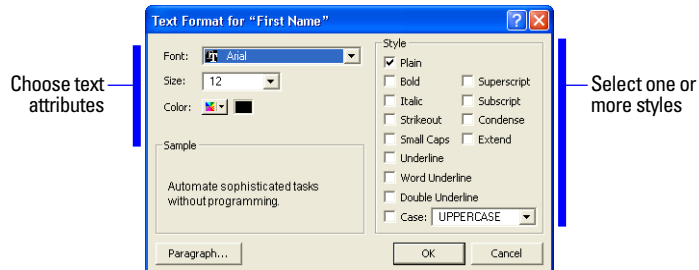 Text Format for “First Name”
Choose text
attributes
Font: Arial
Size: 12
Color:
Sample
Automate sophisticated tasks
without programming.
Style
Plain
Bold Superscript
Italic Subscript
Strikeout Condense
Small Caps Extend
Underline
Word Underline
Double Underline
Case: UPPERCASE
Select one or
more styles
Paragraph... OK Cancel